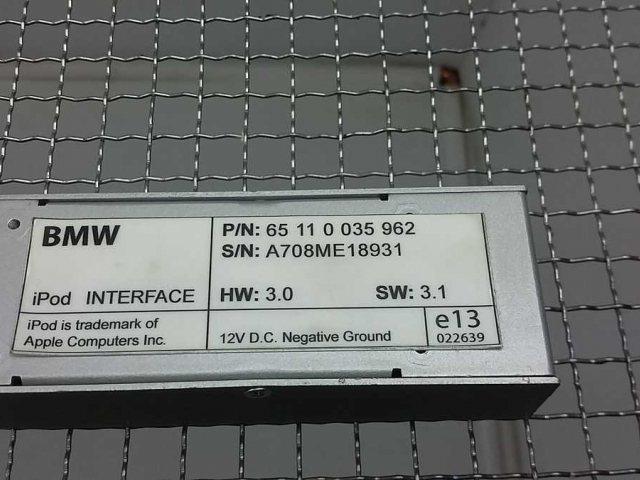 BMW
P/N: 65 11 0 035 962
S/N: A708ME18931
iPod INTERFACE
HW: 3.0 SW: 3.1
iPod is trademark of
Apple Computers Inc.
12V D.C. Negative Ground
e13
022639